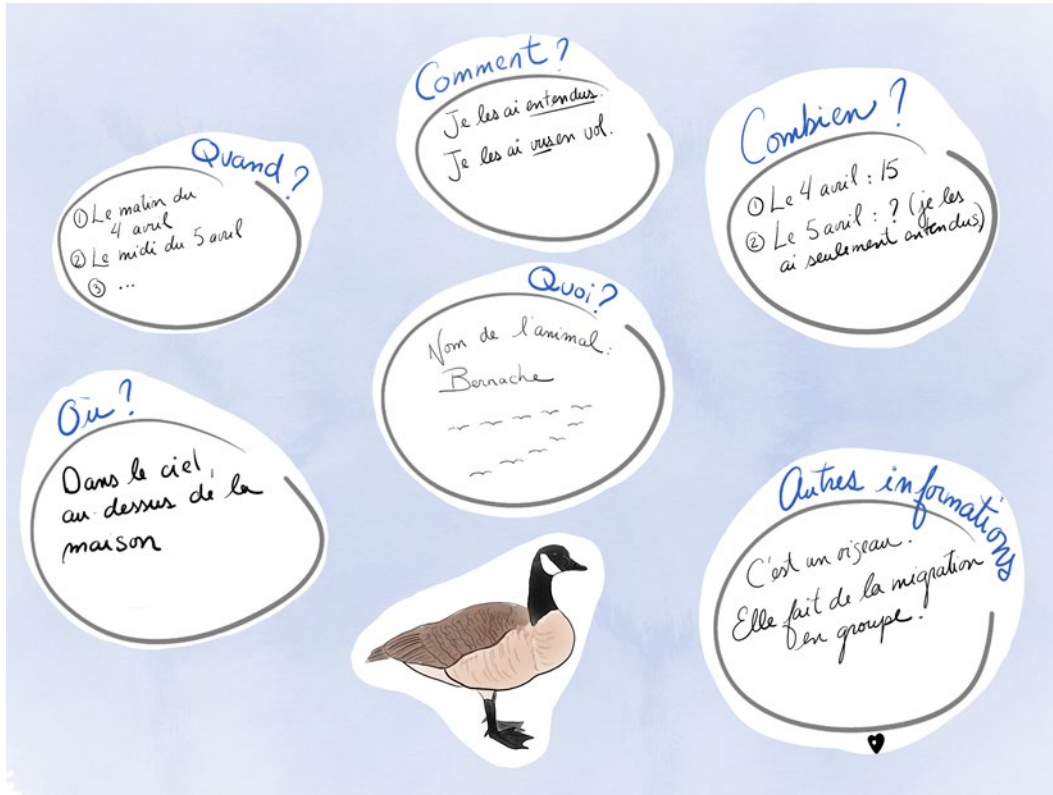 Comment ?
Je les ai entendus.
Je les ai vus en vol.
Quand ?
① Le matin du
4 avril
② Le midi du 5 avril
③ ...
Combien ?
① Le 4 avril : 15
② Le 5 avril : ? (je les
ai seulement entendus)
Quoi ?
Nom de l'animal :
Bernache
Où ?
Dans le ciel,
au-dessus de la
maison
Autres informations
C'est un oiseau.
Elle fait de la migration
en groupe.